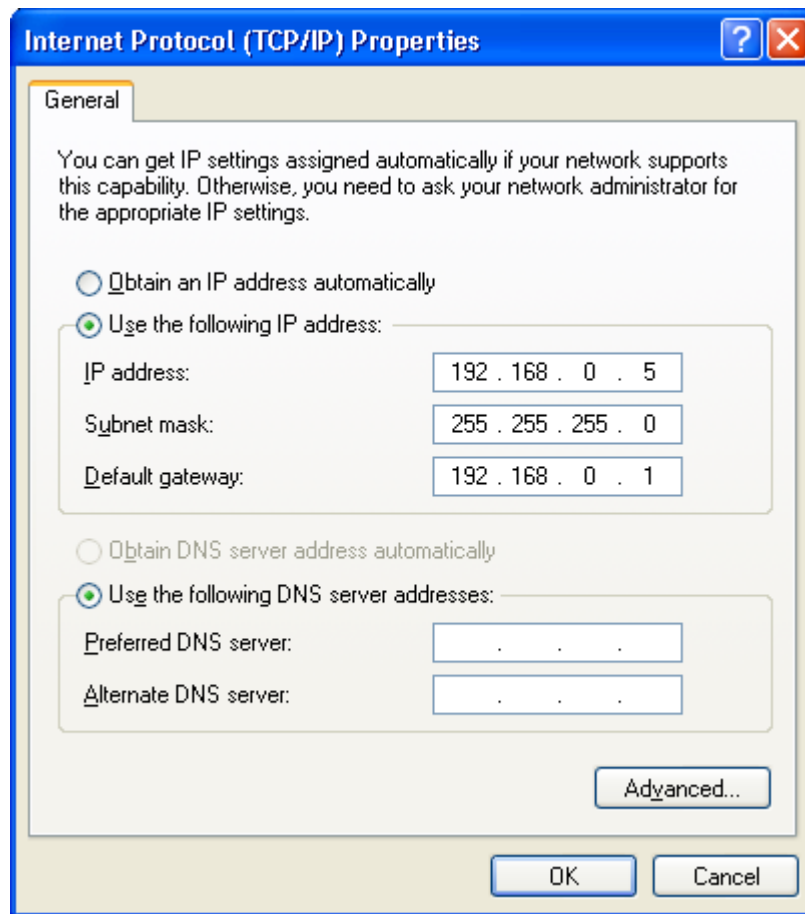 Internet Protocol (TCP/IP) Properties
General
You can get IP settings assigned automatically if your network supports
this capability. Otherwise, you need to ask your network administrator for
the appropriate IP settings.
Obtain an IP address automatically
Use the following IP address:
IP address: 192 . 168 . 0 . 5
Subnet mask: 255 . 255 . 255 . 0
Default gateway: 192 . 168 . 0 . 1
Obtain DNS server address automatically
Use the following DNS server addresses:
Preferred DNS server: . . .
Alternate DNS server: . . .
Advanced...
OK Cancel